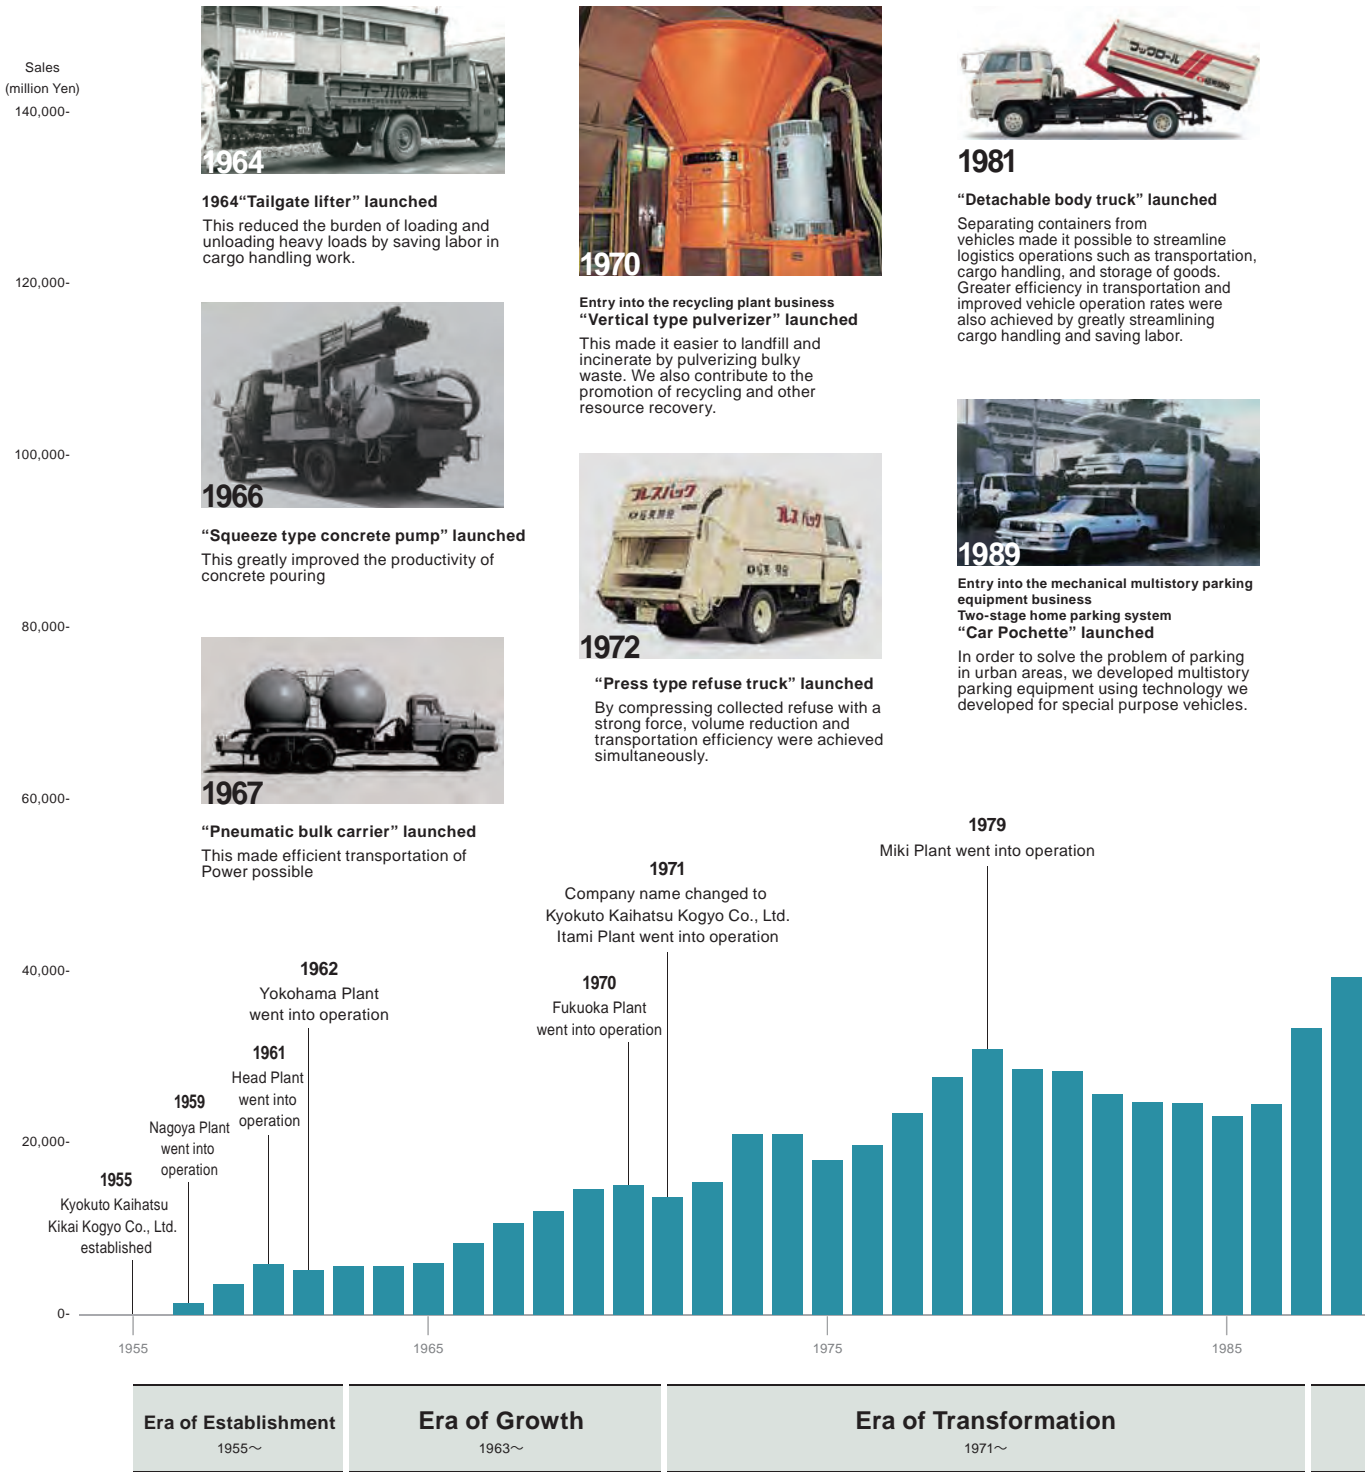 Sales
(million Yen)
140,000-
120,000-
100,000-
80,000-
60,000-
40,000-
20,000-
0-
1964
1964“Tailgate lifter” launched
This reduced the burden of loading and
unloading heavy loads by saving labor in
cargo handling work.
1966
“Squeeze type concrete pump” launched
This greatly improved the productivity of
concrete pouring
1967
“Pneumatic bulk carrier” launched
This made efficient transportation of
Power possible
1970
Entry into the recycling plant business
“Vertical type pulverizer” launched
This made it easier to landfill and
incinerate by pulverizing bulky
waste. We also contribute to the
promotion of recycling and other
resource recovery.
プレスパック
1972
“Press type refuse truck” launched
By compressing collected refuse with a
strong force, volume reduction and
transportation efficiency were achieved
simultaneously.
フックロール
1981
“Detachable body truck” launched
Separating containers from
vehicles made it possible to streamline
logistics operations such as transportation,
cargo handling, and storage of goods.
Greater efficiency in transportation and
improved vehicle operation rates were
also achieved by greatly streamlining
cargo handling and saving labor.
1989
Entry into the mechanical multistory parking
equipment business
Two-stage home parking system
“Car Pochette” launched
In order to solve the problem of parking
in urban areas, we developed multistory
parking equipment using technology we
developed for special purpose vehicles.
1955
Kyokuto Kaihatsu
Kikai Kogyo Co., Ltd.
established
1959
Nagoya Plant
went into
operation
1961
Head Plant
went into
operation
1962
Yokohama Plant
went into operation
1970
Fukuoka Plant
went into operation
1971
Company name changed to
Kyokuto Kaihatsu Kogyo Co., Ltd.
Itami Plant went into operation
1979
Miki Plant went into operation
1955
1965
1975
1985
Era of Establishment
1955～
Era of Growth
1963～
Era of Transformation
1971～